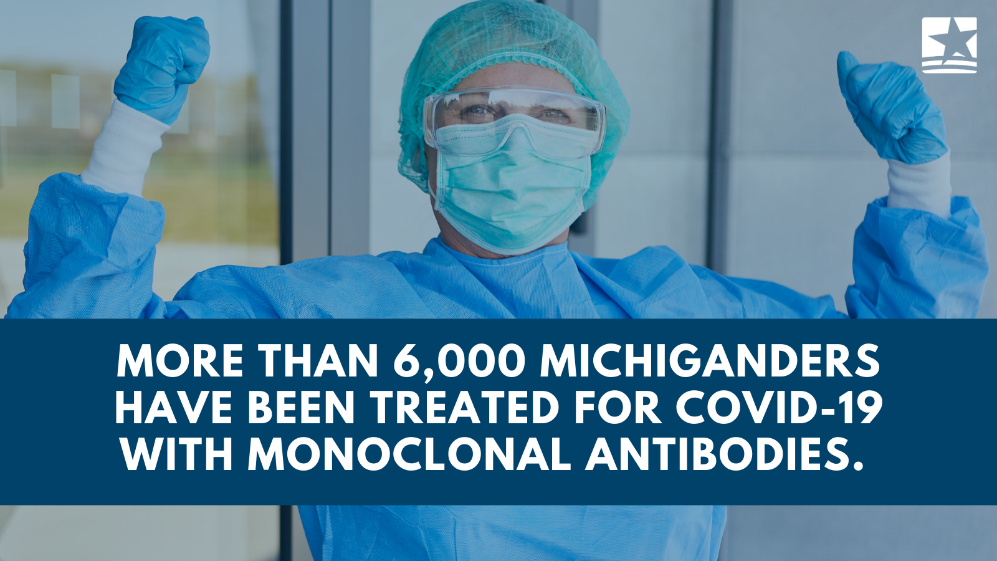 MORE THAN 6,000 MICHIGANDERS
HAVE BEEN TREATED FOR COVID-19
WITH MONOCLONAL ANTIBODIES.